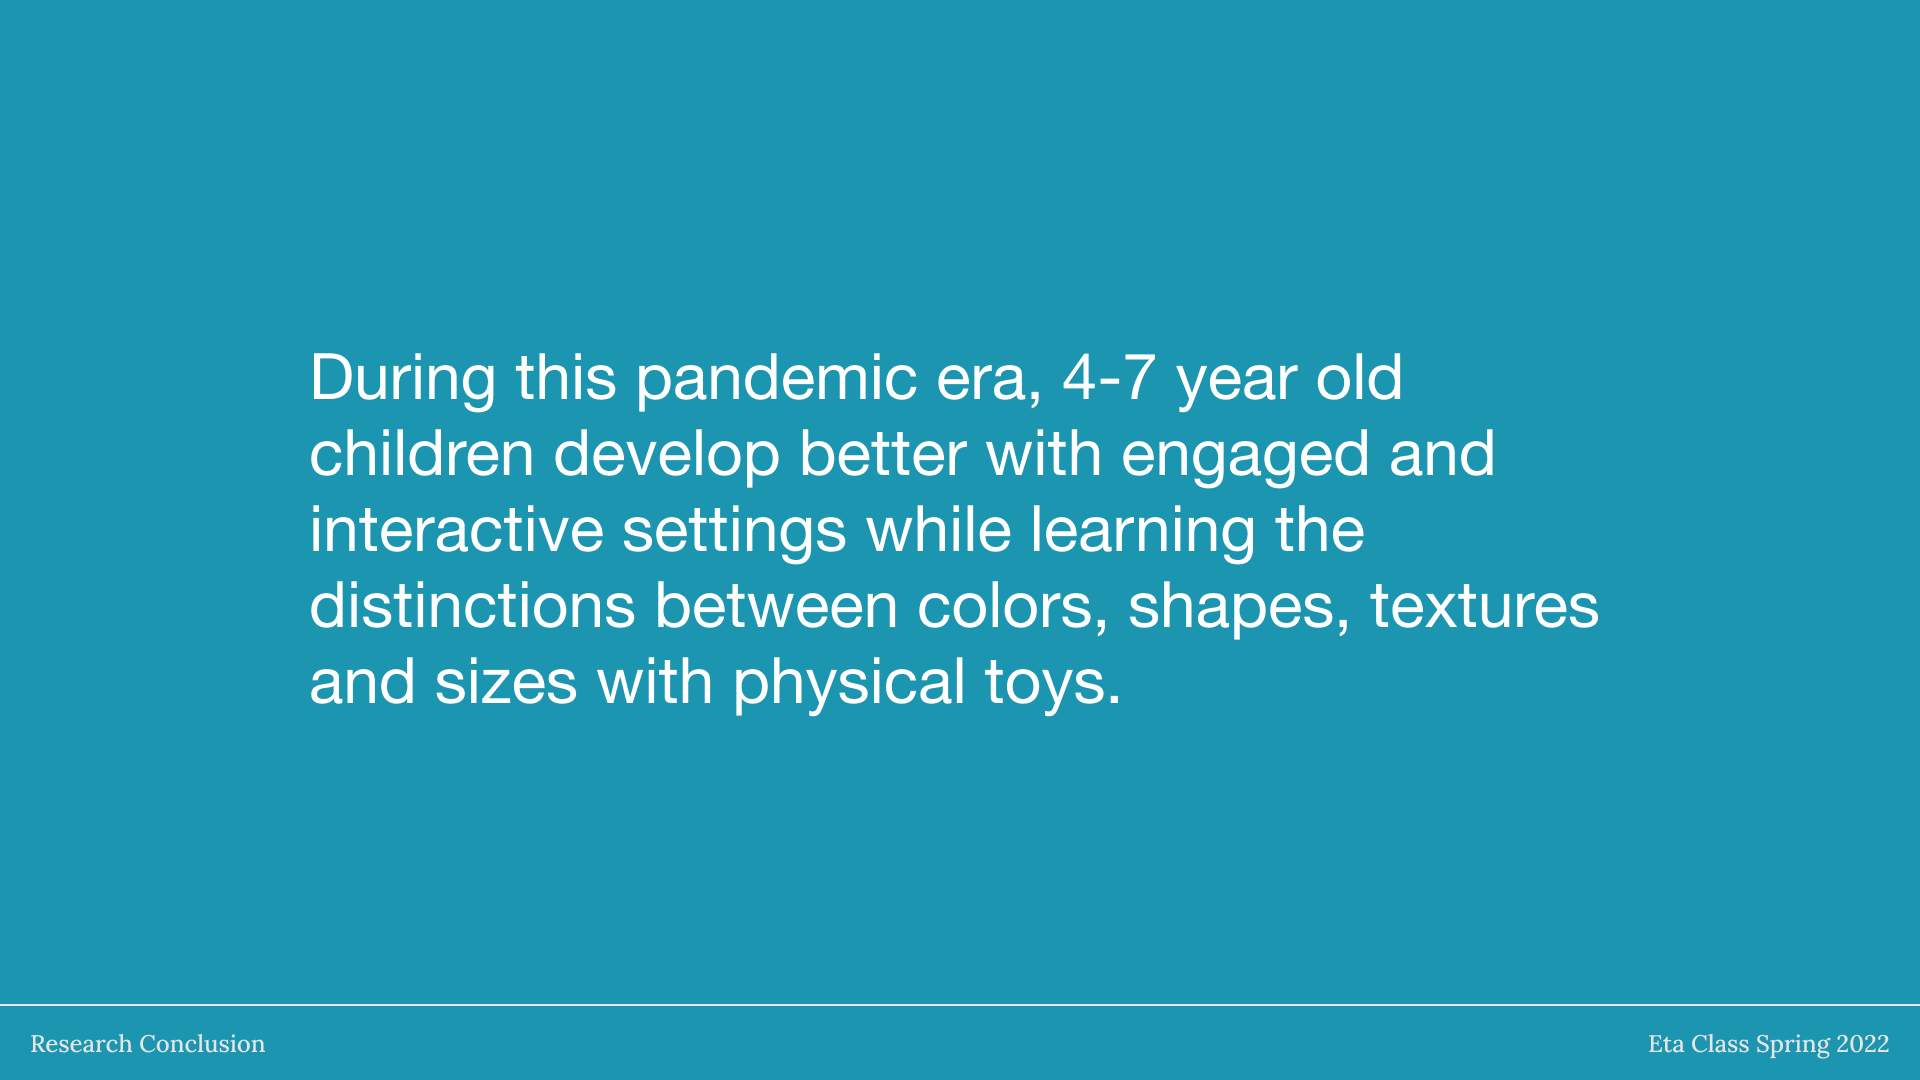 During this pandemic era, 4-7 year old
children develop better with engaged and
interactive settings while learning the
distinctions between colors, shapes, textures
and sizes with physical toys.
Research Conclusion
Eta Class Spring 2022